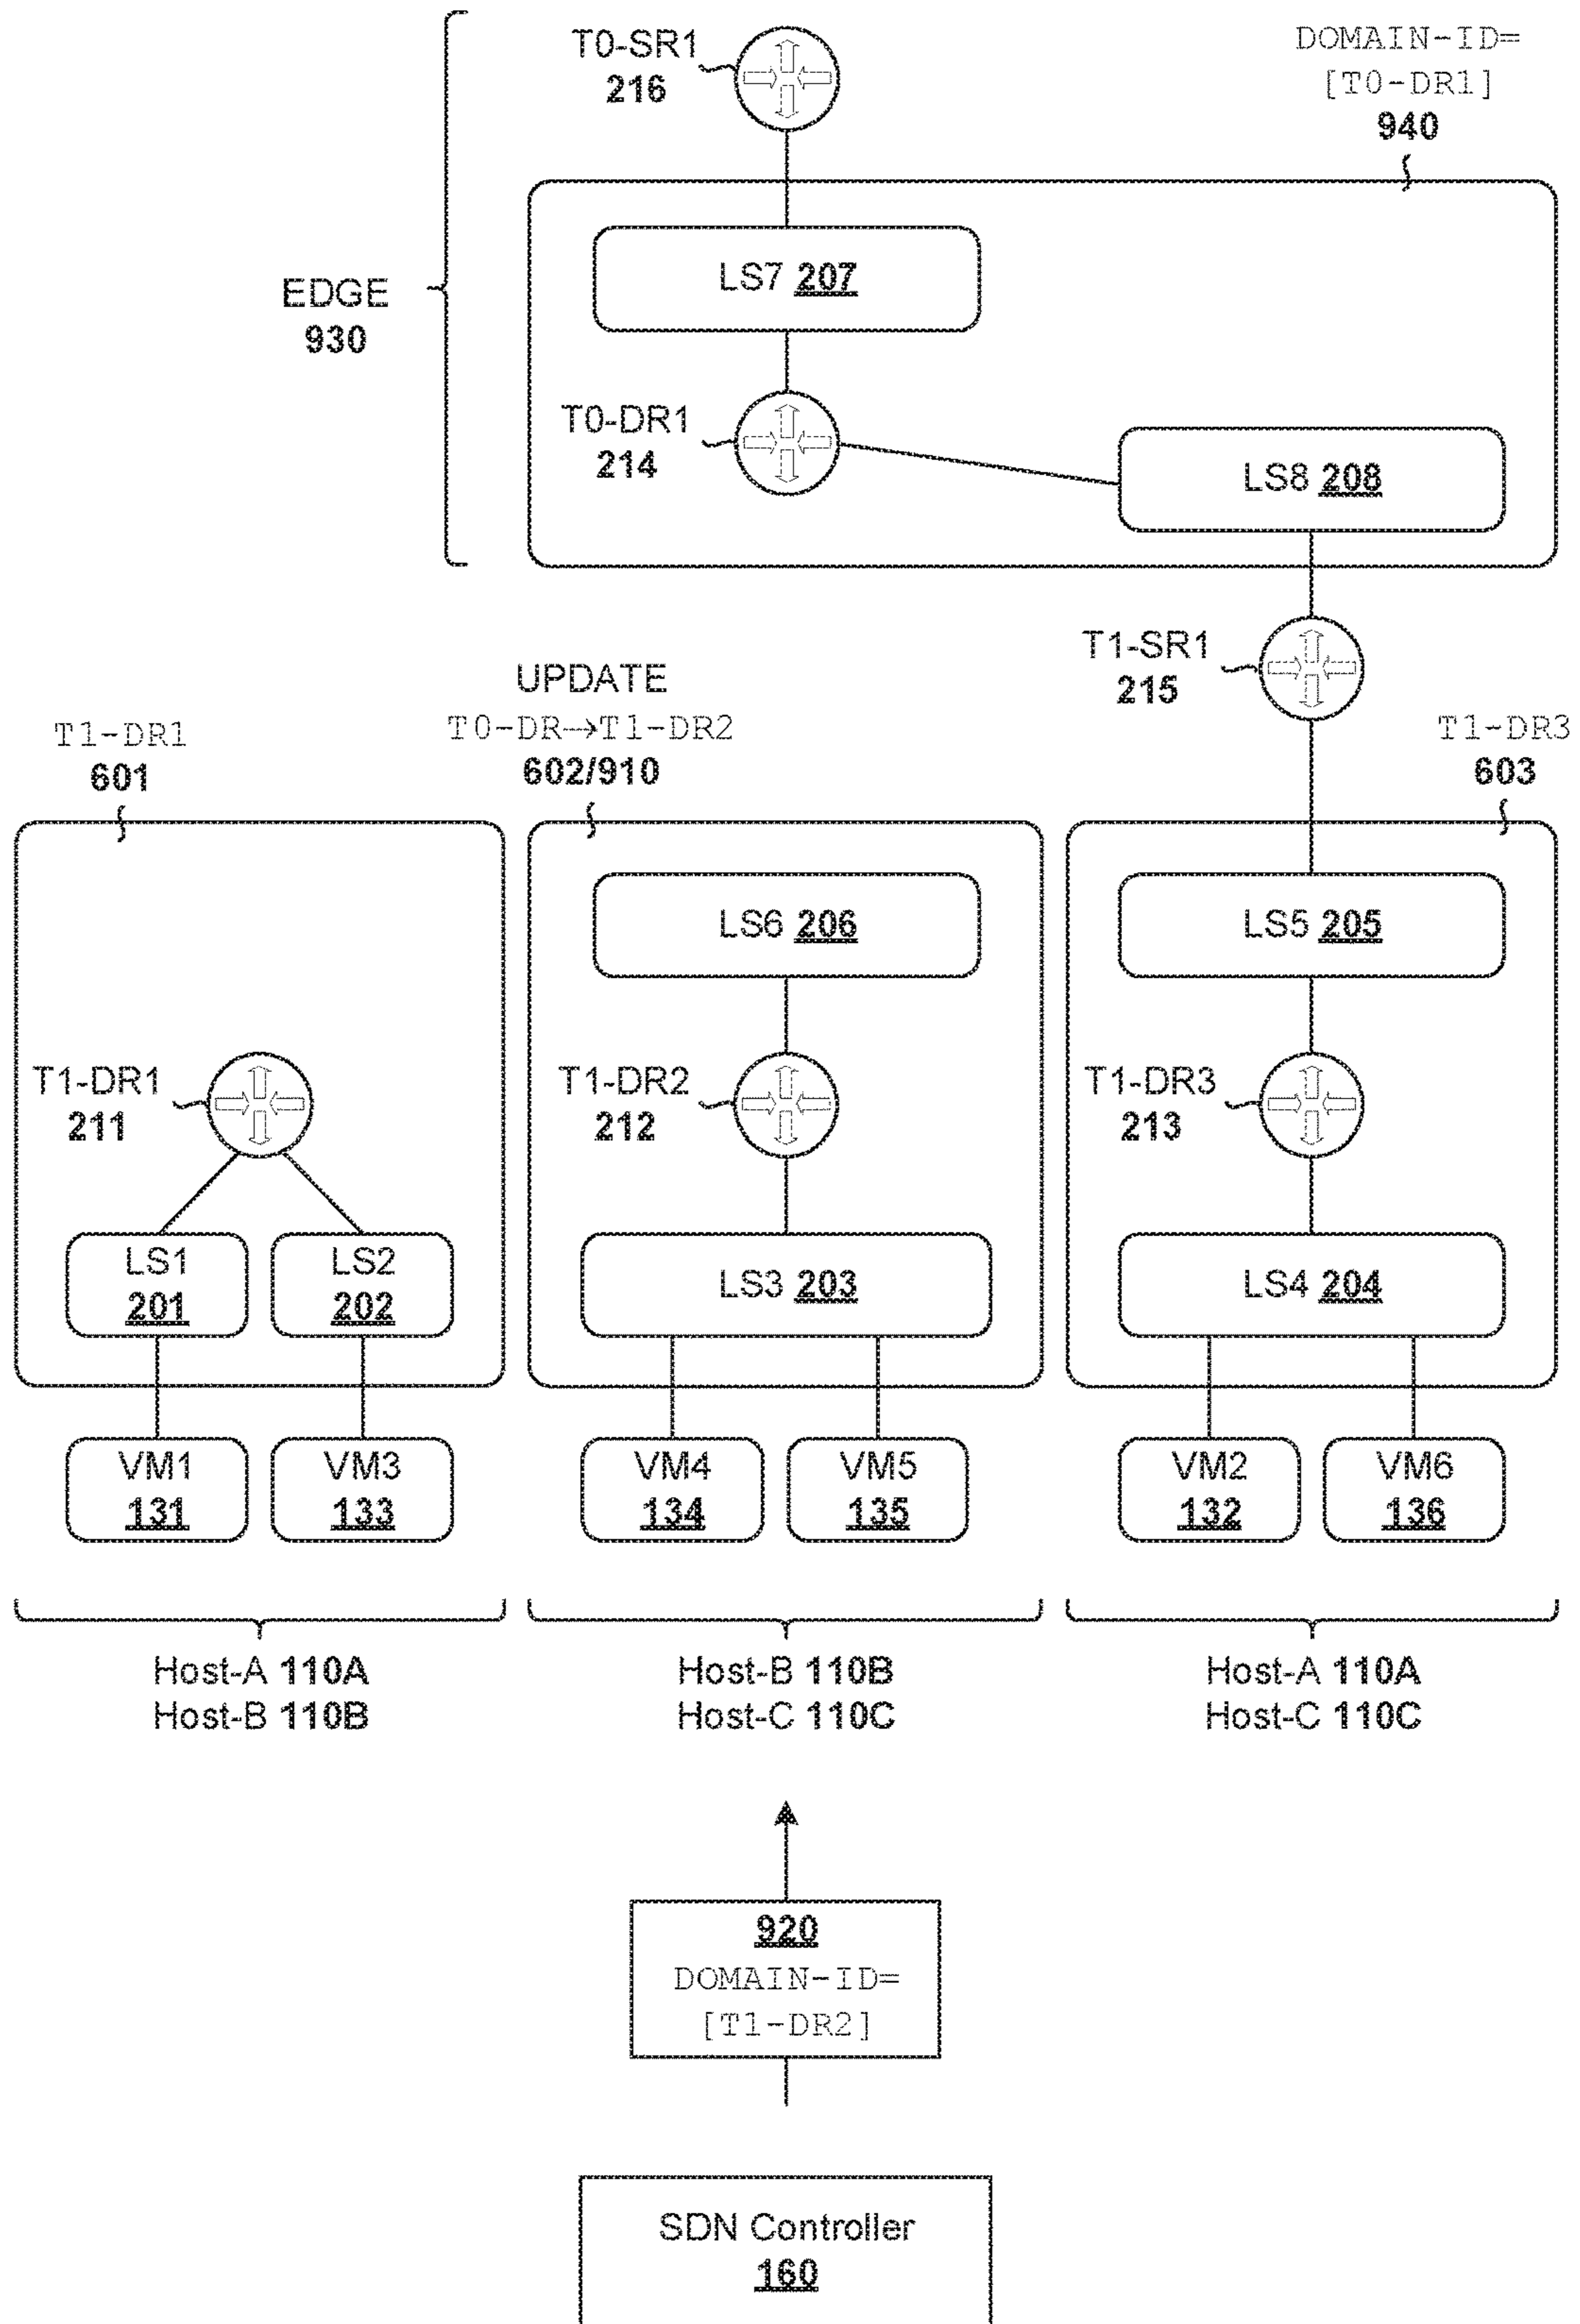 T0-SR1
216
DOMAIN-ID=
[T0-DR1]
940
LS7 207
EDGE
930
T0-DR1
214
LS8 208
T1-SR1
215
UPDATE
T0-DR→T1-DR2
602/910
T1-DR1
601
T1-DR3
603
LS6 206
LS5 205
T1-DR1
211
T1-DR2
212
T1-DR3
213
LS1
201
LS2
202
LS3 203
LS4 204
VM1
131
VM3
133
VM4
134
VM5
135
VM2
132
VM6
136
Host-A 110A
Host-B 110B
Host-B 110B
Host-C 110C
Host-A 110A
Host-C 110C
920
DOMAIN-ID=
[T1-DR2]
SDN Controller
160